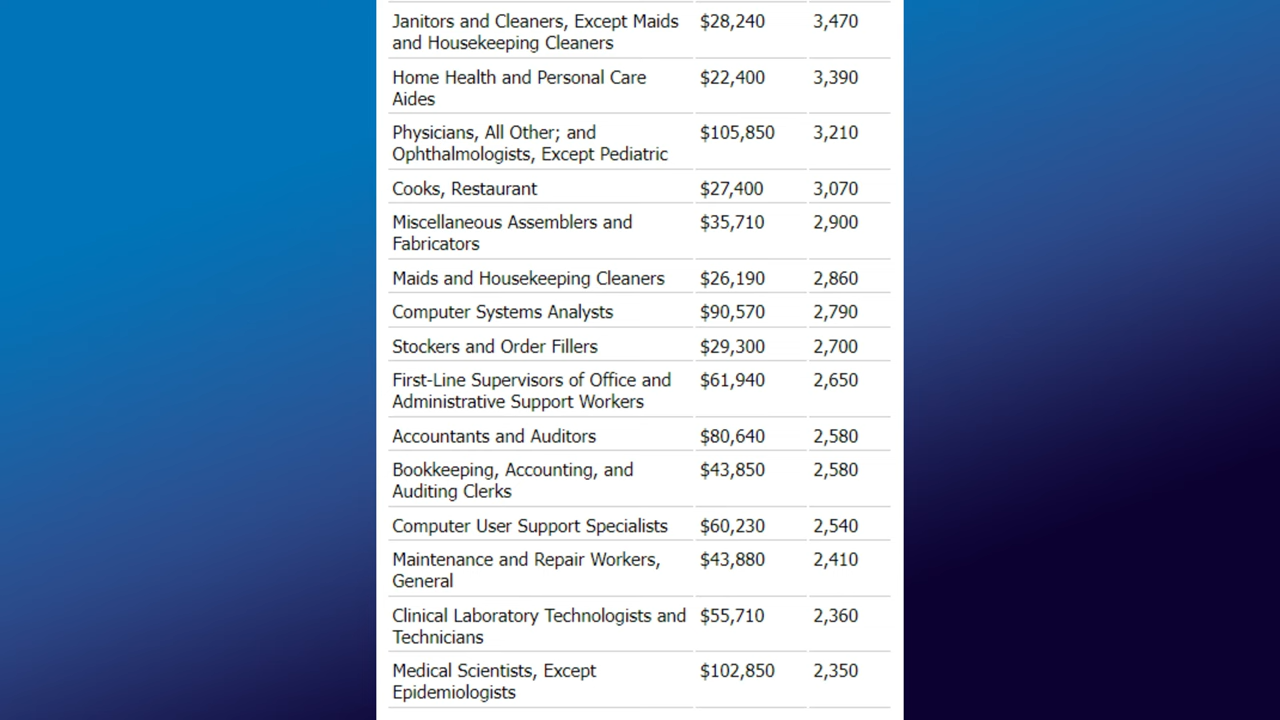 Janitors and Cleaners, Except Maids $28,240 3,470
and Housekeeping Cleaners
Home Health and Personal Care $22,400 3,390
Aides
Physicians, All Other; and $105,850 3,210
Ophthalmologists, Except Pediatric
Cooks, Restaurant $27,400 3,070
Miscellaneous Assemblers and $35,710 2,900
Fabricators
Maids and Housekeeping Cleaners $26,190 2,860
Computer Systems Analysts $90,570 2,790
Stockers and Order Fillers $29,300 2,700
First-Line Supervisors of Office and $61,940 2,650
Administrative Support Workers
Accountants and Auditors $80,640 2,580
Bookkeeping, Accounting, and $43,850 2,580
Auditing Clerks
Computer User Support Specialists $60,230 2,540
Maintenance and Repair Workers, $43,880 2,410
General
Clinical Laboratory Technologists and $55,710 2,360
Technicians
Medical Scientists, Except $102,850 2,350
Epidemiologists